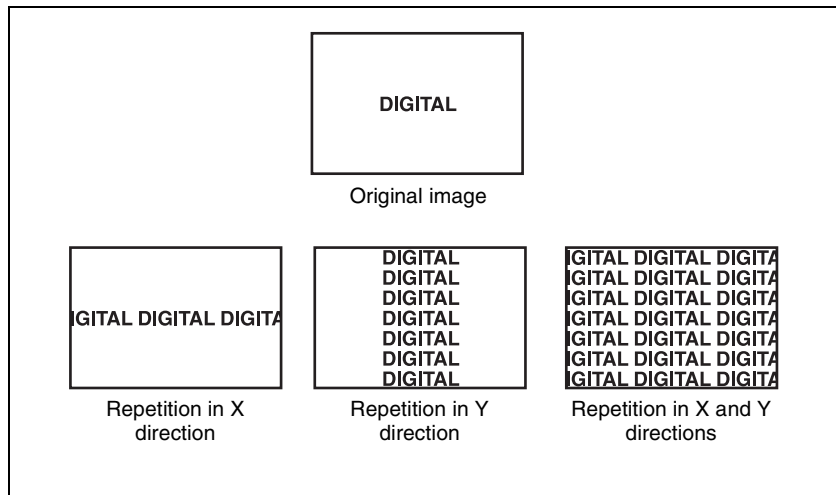 DIGITAL
Original image
IGITAL DIGITAL DIGITA
Repetition in X
direction
DIGITAL
DIGITAL
DIGITAL
DIGITAL
DIGITAL
DIGITAL
DIGITAL
Repetition in Y
direction
IGITAL DIGITAL DIGITA
IGITAL DIGITAL DIGITA
IGITAL DIGITAL DIGITA
IGITAL DIGITAL DIGITA
IGITAL DIGITAL DIGITA
IGITAL DIGITAL DIGITA
IGITAL DIGITAL DIGITA
Repetition in X and Y
directions